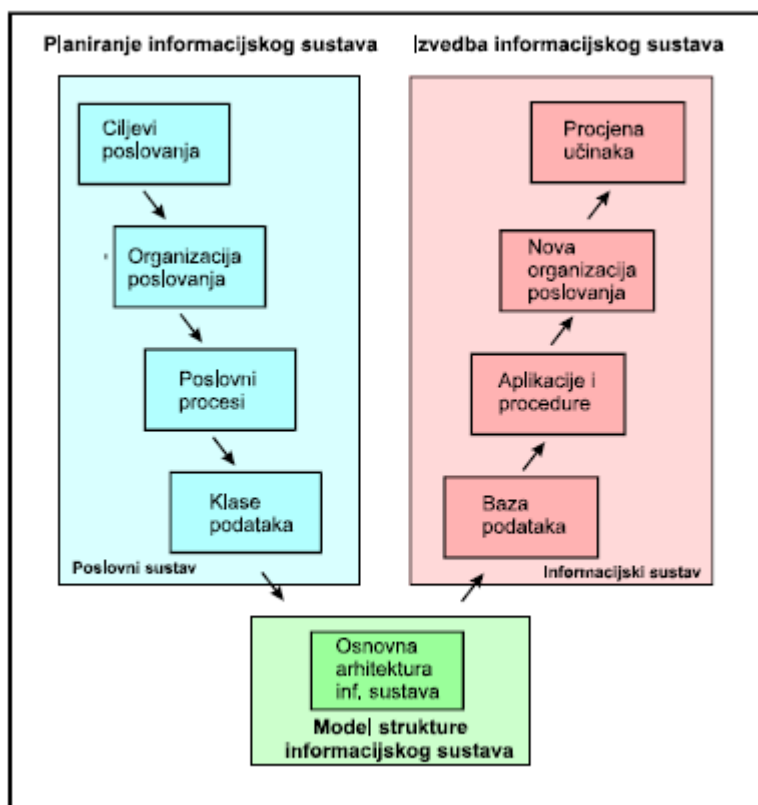 Planiranje informacijskog sustava
Ciljevi
poslovanja
Organizacija
poslovanja
Poslovni
procesi
Klase
podataka
Poslovni sustav
Izvedba informacijskog sustava
Procjena
učinaka
Nova
organizacija
poslovanja
Aplikacije i
procedure
Baza
podataka
Informacijski sustav
Osnovna
arhitektura
inf. sustava
Model strukture
informacijskog sustava